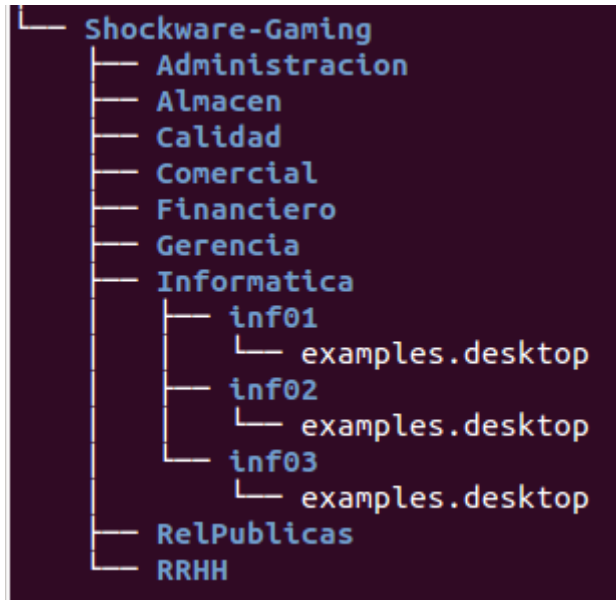 Shockware-Gaming
Administracion
Almacen
Calidad
Comercial
Financiero
Gerencia
Informatica
inf01
examples.desktop
inf02
examples.desktop
inf03
examples.desktop
RelPublicas
RRHH